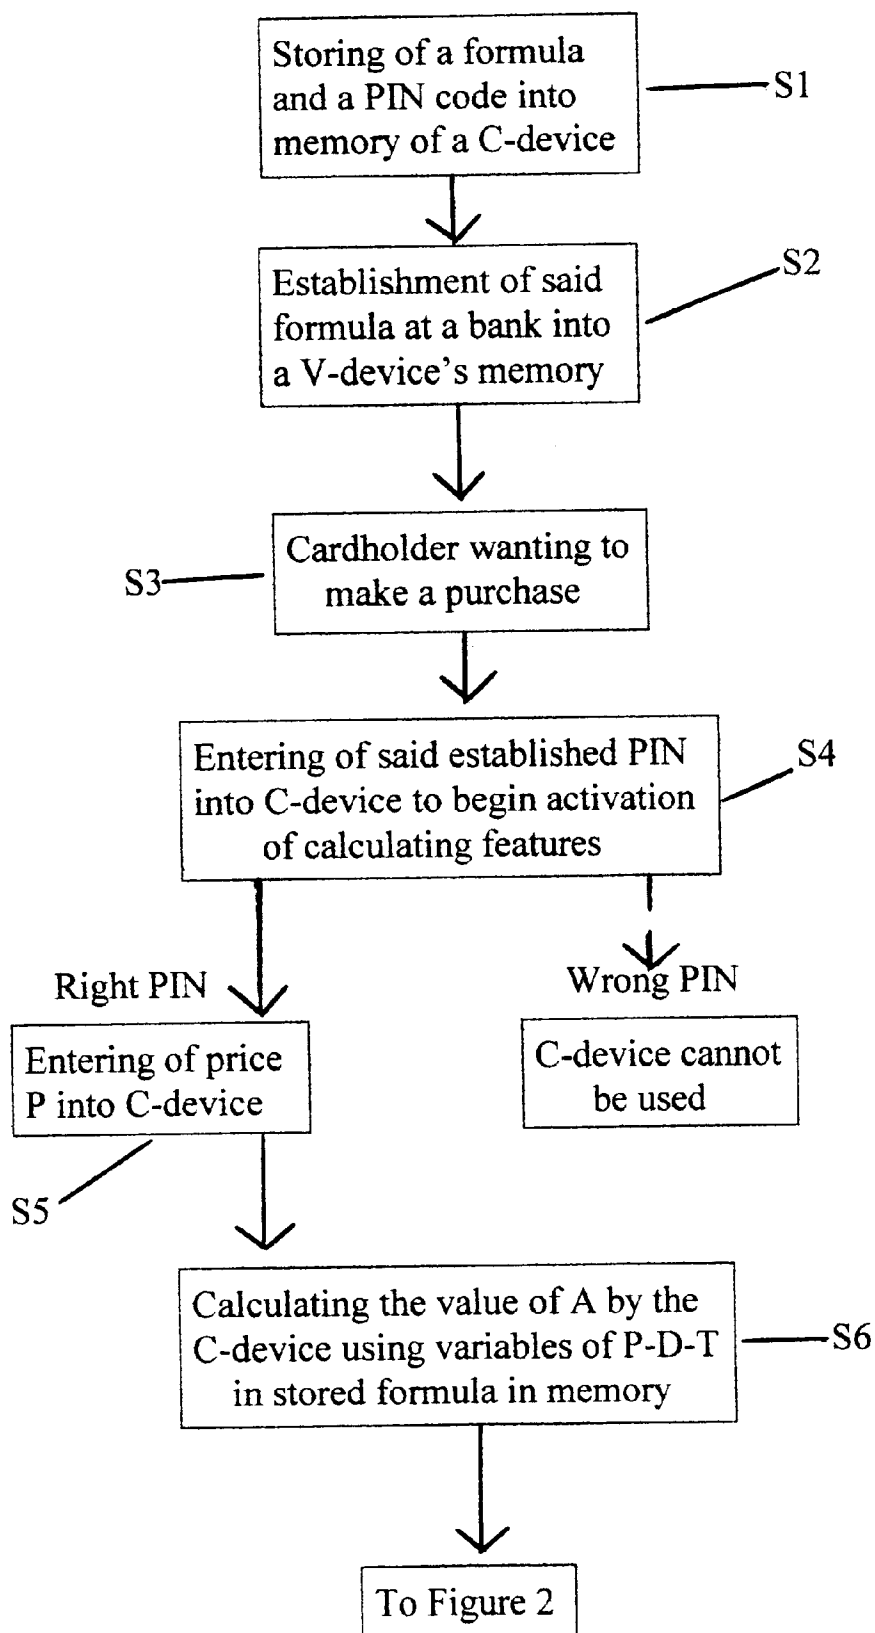 Storing of a formula
and a PIN code into
memory of a C-device
S1
Establishment of said
formula at a bank into
a V-device's memory
S2
Cardholder wanting to
make a purchase
S3
Entering of said established PIN
into C-device to begin activation
of calculating features
S4
Right PIN
Wrong PIN
Entering of price
P into C-device
C-device cannot
be used
S5
Calculating the value of A by the
C-device using variables of P-D-T
in stored formula in memory
S6
To Figure 2